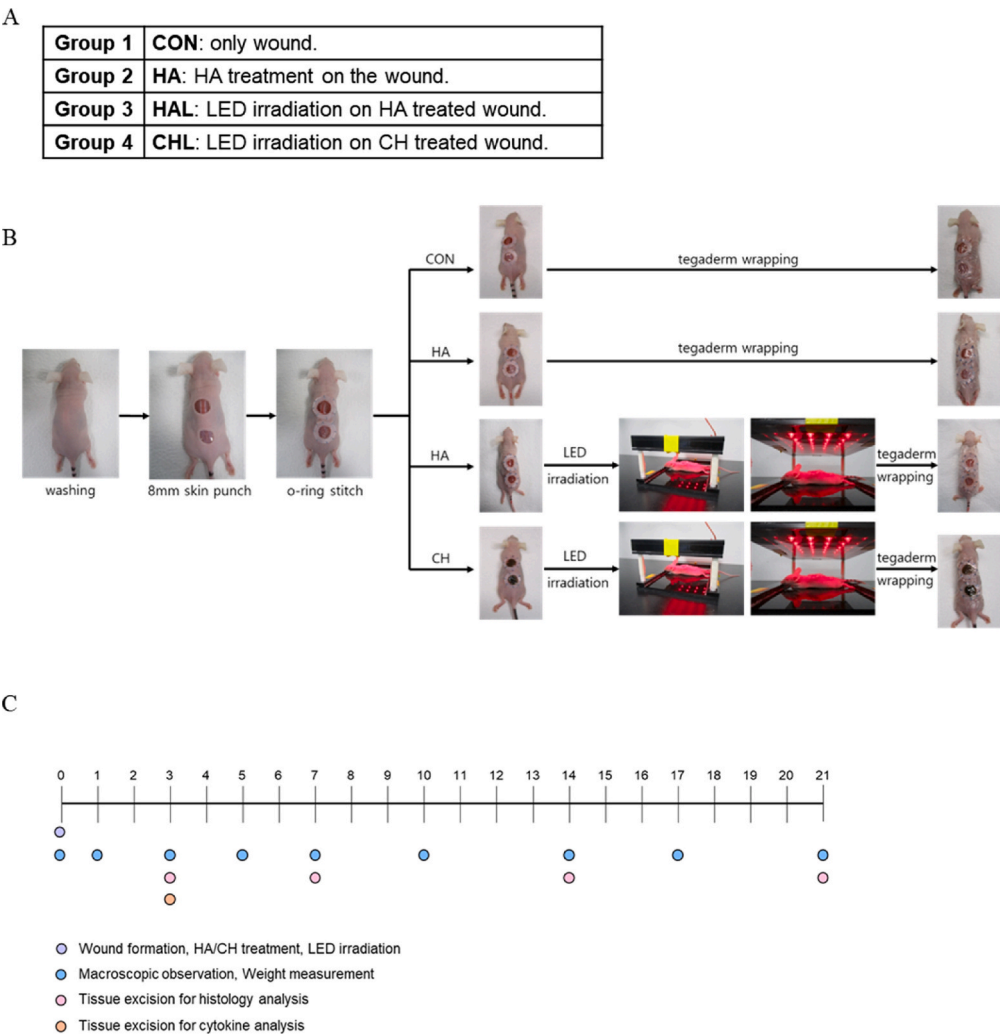 A
Group 1 CON: only wound.
Group 2 HA: HA treatment on the wound.
Group 3 HAL: LED irradiation on HA treated wound.
Group 4 CHL: LED irradiation on CH treated wound.
B
washing
8mm skin punch
o-ring stitch
CON
tegaderm wrapping
HA
tegaderm wrapping
HA
LED
irradiation
tegaderm
wrapping
CH
LED
irradiation
tegaderm
wrapping
C
0 1 2 3 4 5 6 7 8 9 10 11 12 13 14 15 16 17 18 19 20 21
Wound formation, HA/CH treatment, LED irradiation
Macroscopic observation, Weight measurement
Tissue excision for histology analysis
Tissue excision for cytokine analysis